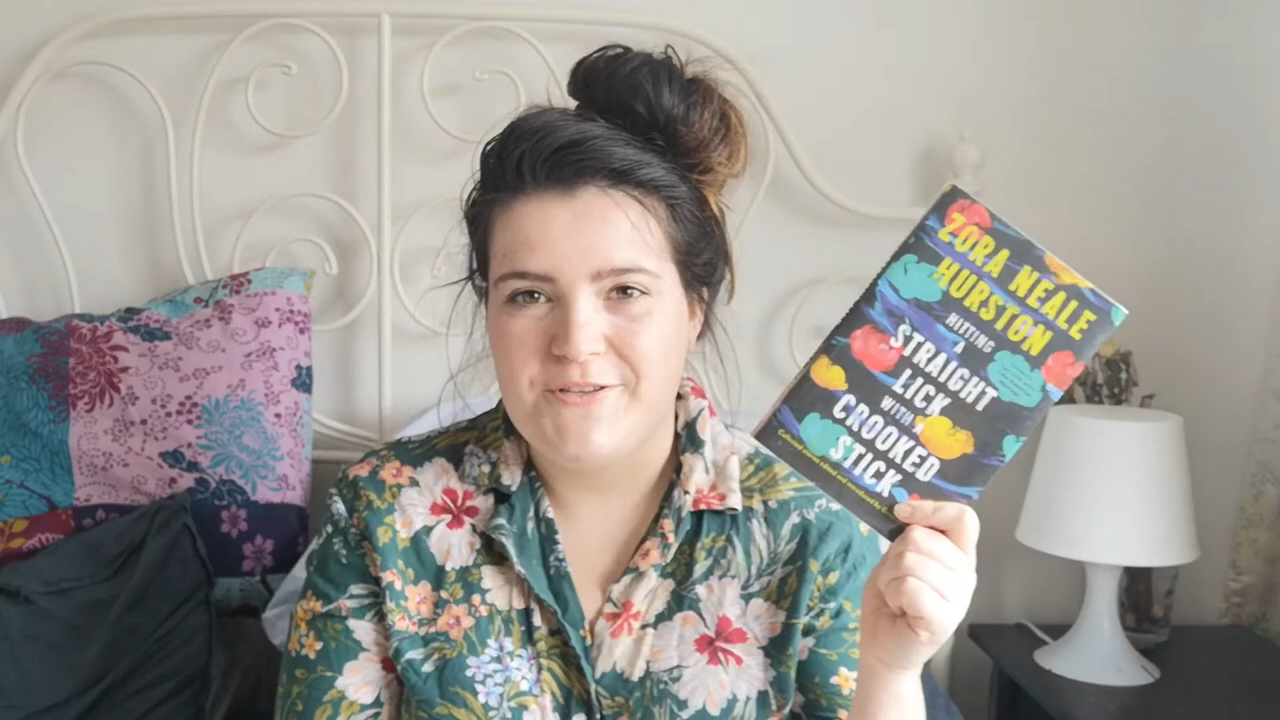 ZORA NEALE
HURSTON
HITTING
A
STRAIGHT
LICK
WITH A
CROOKED
STICK